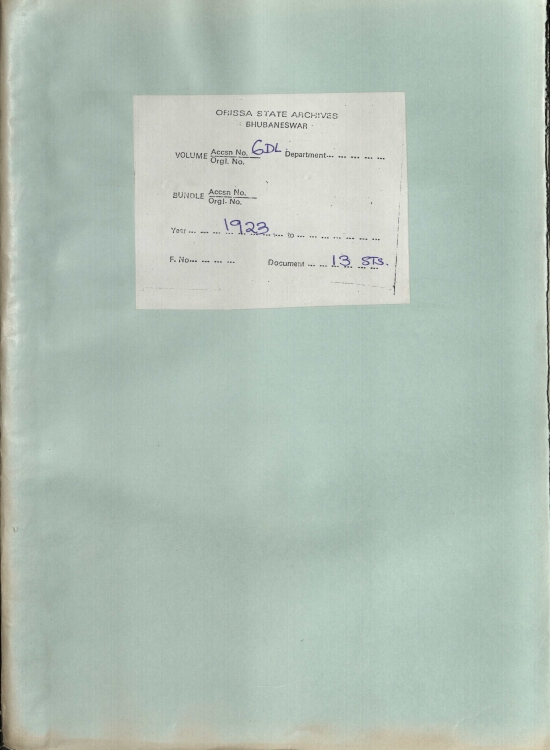 ORISSA STATE ARCHIVES
BHUBANESWAR
VOLUME Accsn No. 6DL Department... ... ... ... ...
Orgl. No.
BUNDLE Accsn No.
Orgl. No.
Year ... ... ... 1923 ... to ... ... ... ... ... ... ...
F. No... ... ... ... Document ... ... 13 STS.